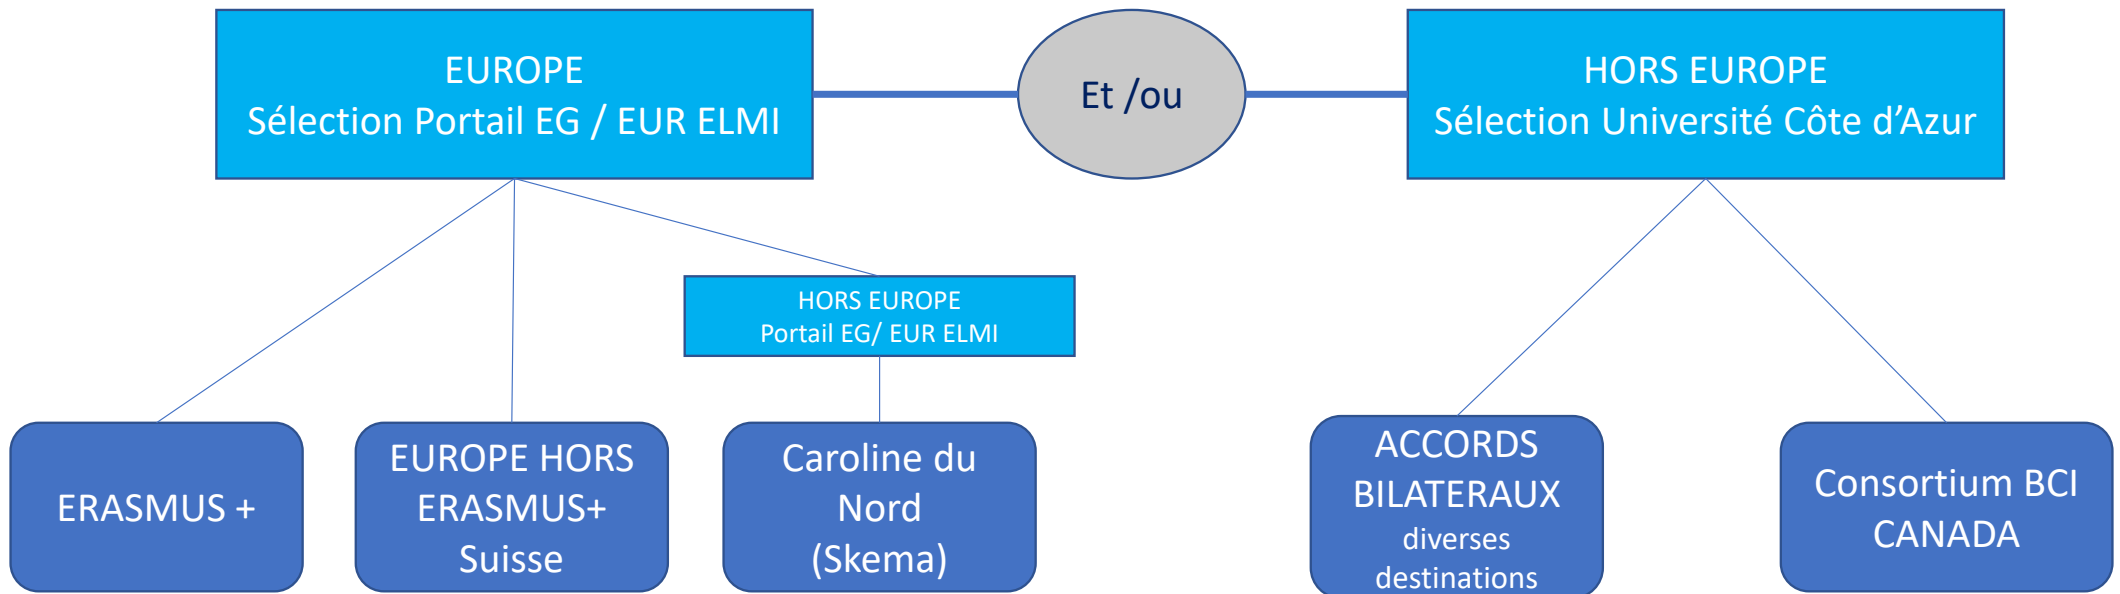 EUROPE
Sélection Portail EG / EUR ELMI
Et /ou
HORS EUROPE
Sélection Université Côte d’Azur
HORS EUROPE
Portail EG/ EUR ELMI
ERASMUS +
EUROPE HORS
ERASMUS+
Suisse
Caroline du
Nord
(Skema)
ACCORDS
BILATERAUX
diverses
destinations
Consortium BCI
CANADA